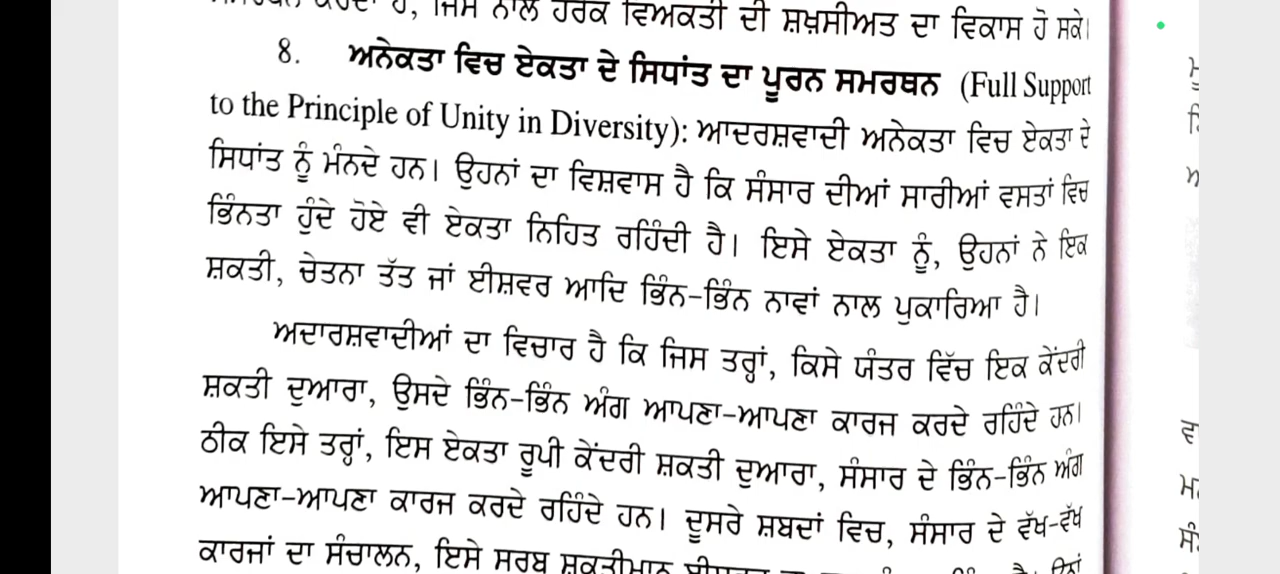 ਸਮਰਥਨ ਕਰਦਾ ਹੈ, ਜਿਸ ਨਾਲ ਹਰੇਕ ਵਿਅਕਤੀ ਦੀ ਸ਼ਖ਼ਸੀਅਤ ਦਾ ਵਿਕਾਸ ਹੋ ਸਕੇ।
8. ਅਨੇਕਤਾ ਵਿਚ ਏਕਤਾ ਦੇ ਸਿਧਾਂਤ ਦਾ ਪੂਰਨ ਸਮਰਥਨ (Full Support
to the Principle of Unity in Diversity): ਆਦਰਸ਼ਵਾਦੀ ਅਨੇਕਤਾ ਵਿਚ ਏਕਤਾ ਦੇ
ਸਿਧਾਂਤ ਨੂੰ ਮੰਨਦੇ ਹਨ। ਉਹਨਾਂ ਦਾ ਵਿਸ਼ਵਾਸ ਹੈ ਕਿ ਸੰਸਾਰ ਦੀਆਂ ਸਾਰੀਆਂ ਵਸਤਾਂ ਵਿਚ
ਭਿੰਨਤਾ ਹੁੰਦੇ ਹੋਏ ਵੀ ਏਕਤਾ ਨਿਹਿਤ ਰਹਿੰਦੀ ਹੈ। ਇਸੇ ਏਕਤਾ ਨੂੰ, ਉਹਨਾਂ ਨੇ ਇਕ
ਸ਼ਕਤੀ, ਚੇਤਨਾ ਤੱਤ ਜਾਂ ਈਸ਼ਵਰ ਆਦਿ ਭਿੰਨ-ਭਿੰਨ ਨਾਵਾਂ ਨਾਲ ਪੁਕਾਰਿਆ ਹੈ।
ਅਦਾਰਸ਼ਵਾਦੀਆਂ ਦਾ ਵਿਚਾਰ ਹੈ ਕਿ ਜਿਸ ਤਰ੍ਹਾਂ, ਕਿਸੇ ਯੰਤਰ ਵਿੱਚ ਇਕ ਕੇਂਦਰੀ
ਸ਼ਕਤੀ ਦੁਆਰਾ, ਉਸਦੇ ਭਿੰਨ-ਭਿੰਨ ਅੰਗ ਆਪਣਾ-ਆਪਣਾ ਕਾਰਜ ਕਰਦੇ ਰਹਿੰਦੇ ਹਨ।
ਠੀਕ ਇਸੇ ਤਰ੍ਹਾਂ, ਇਸ ਏਕਤਾ ਰੂਪੀ ਕੇਂਦਰੀ ਸ਼ਕਤੀ ਦੁਆਰਾ, ਸੰਸਾਰ ਦੇ ਭਿੰਨ-ਭਿੰਨ ਅੰਗ
ਆਪਣਾ-ਆਪਣਾ ਕਾਰਜ ਕਰਦੇ ਰਹਿੰਦੇ ਹਨ। ਦੂਸਰੇ ਸ਼ਬਦਾਂ ਵਿਚ, ਸੰਸਾਰ ਦੇ ਵੱਖ-ਵੱਖ
ਕਾਰਜਾਂ ਦਾ ਸੰਚਾਲਨ, ਇਸੇ ਸਰਬ ਸ਼ਕਤੀਮਾਨ